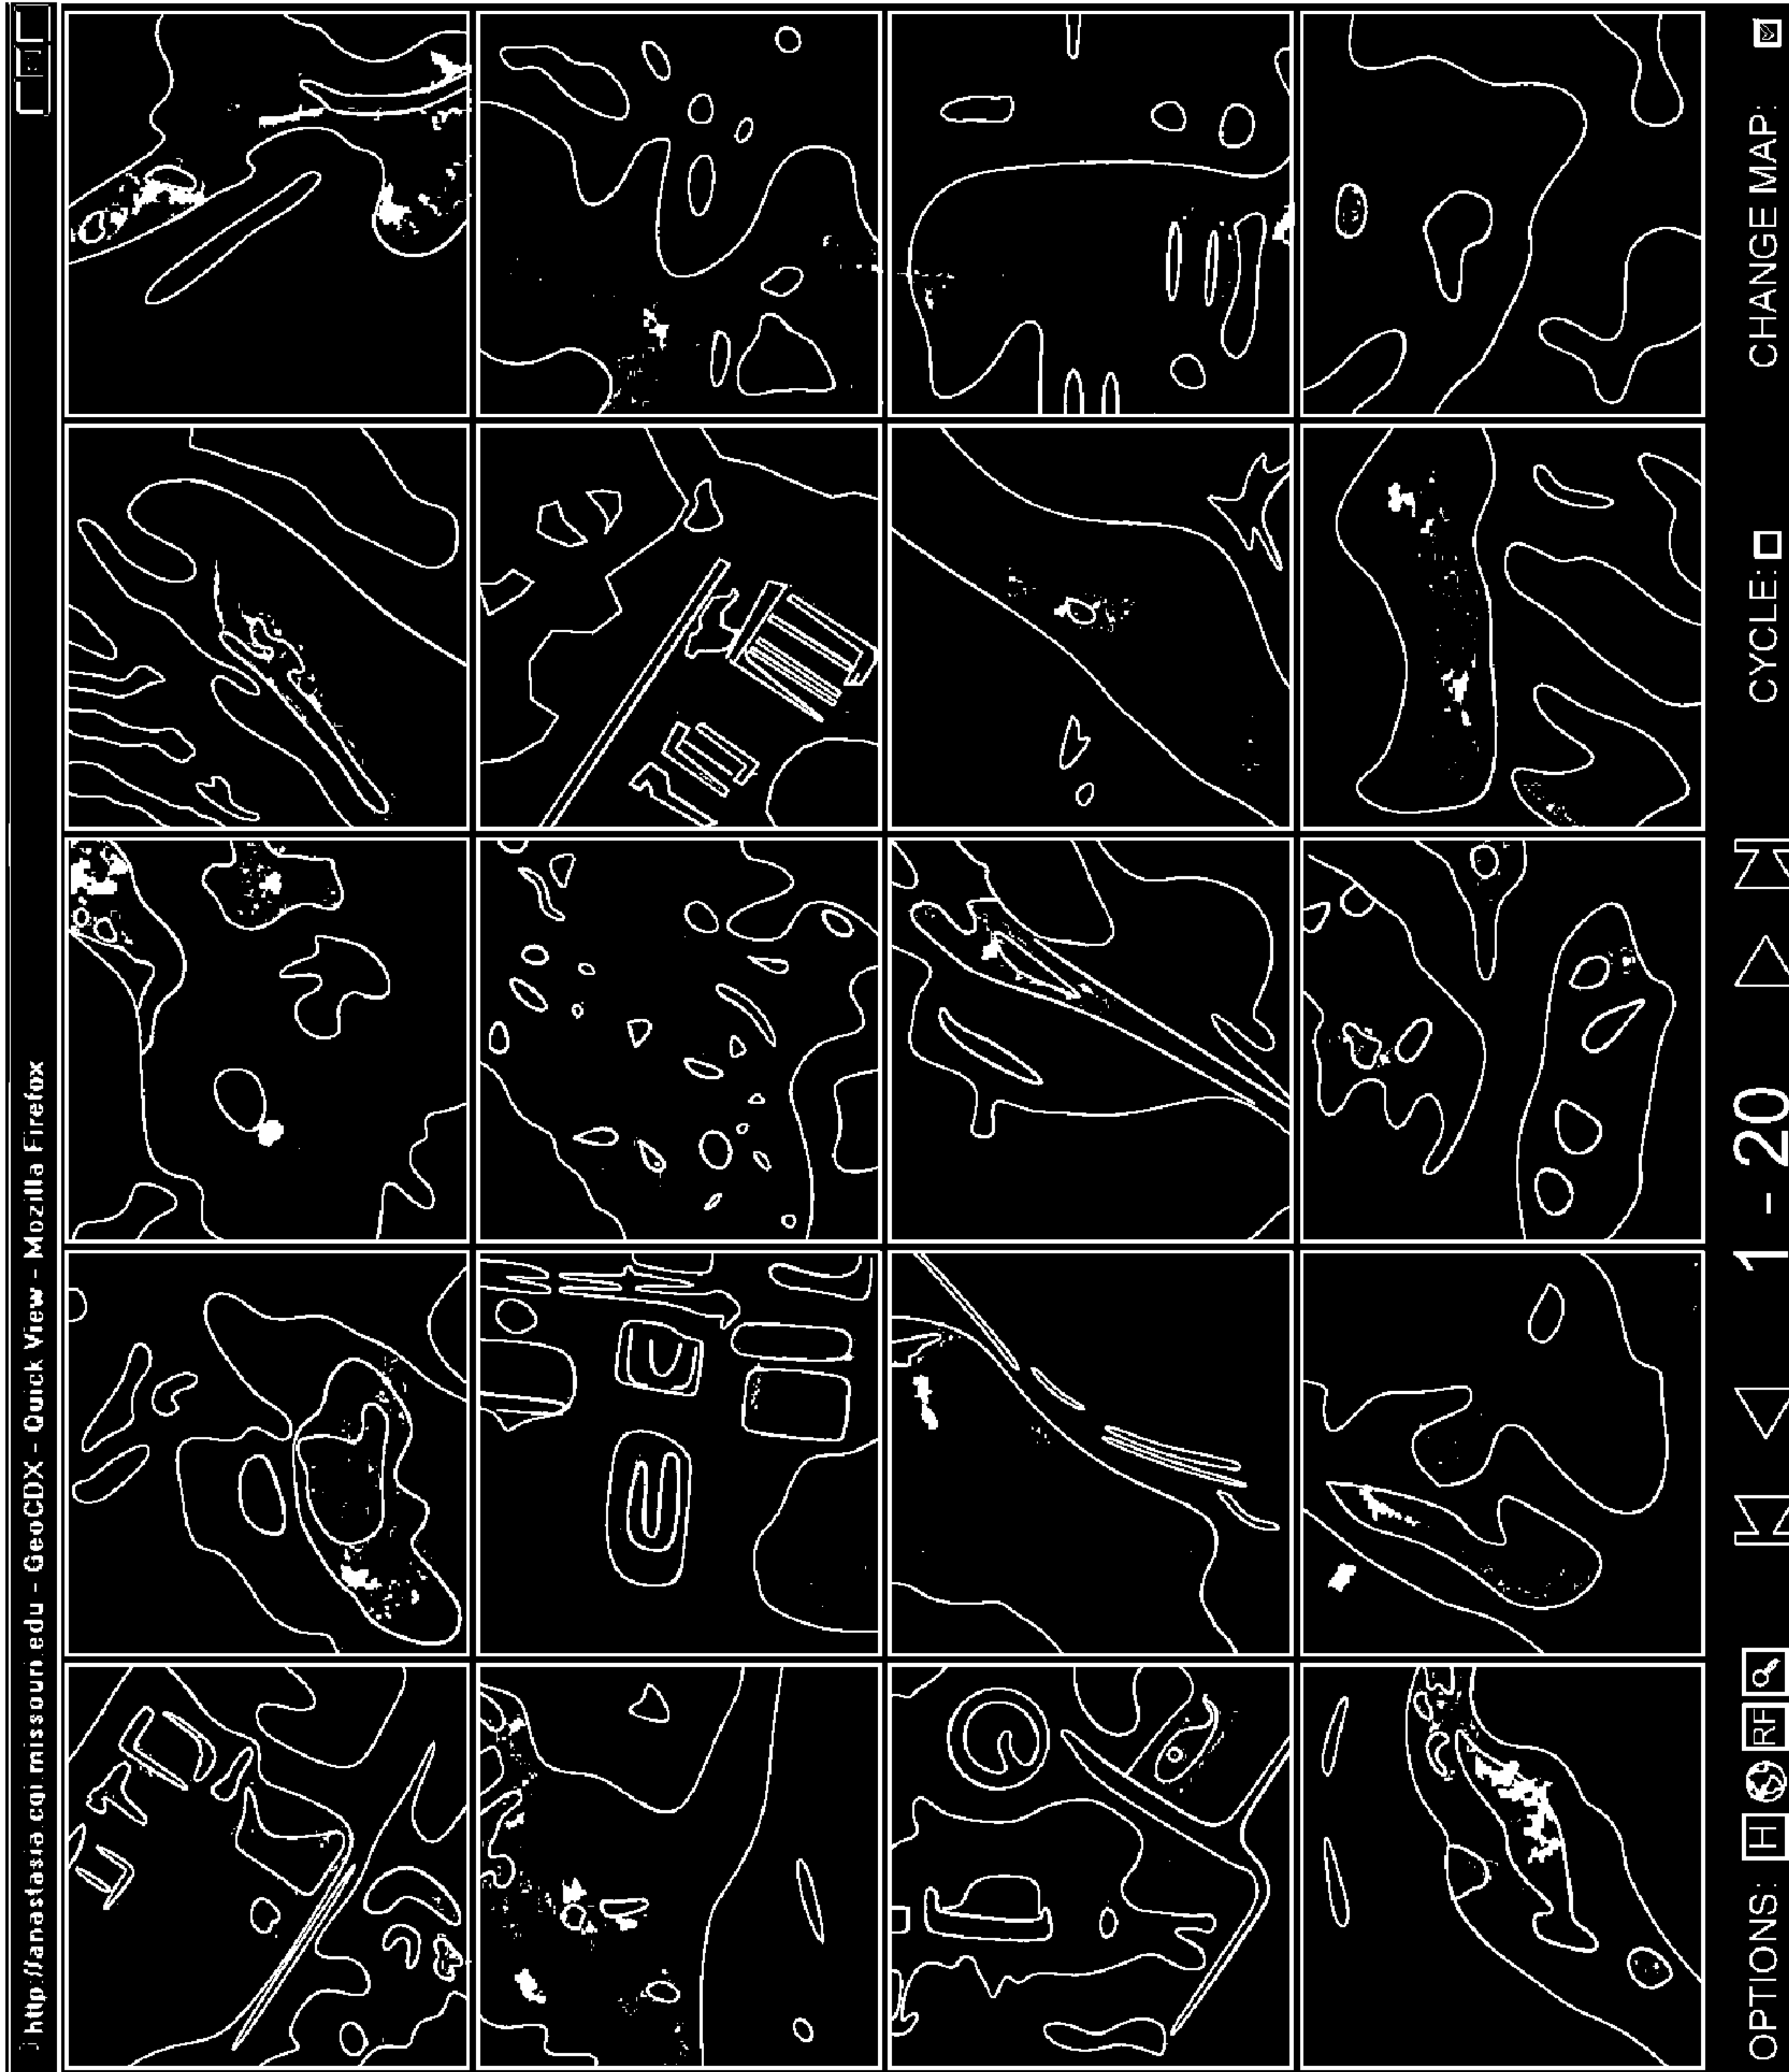 http://anastasia.cgi.missouri.edu - GeoCDX - Quick View - Mozilla Firefox
OPTIONS: H RF 1 - 20 CYCLE: CHANGE MAP: